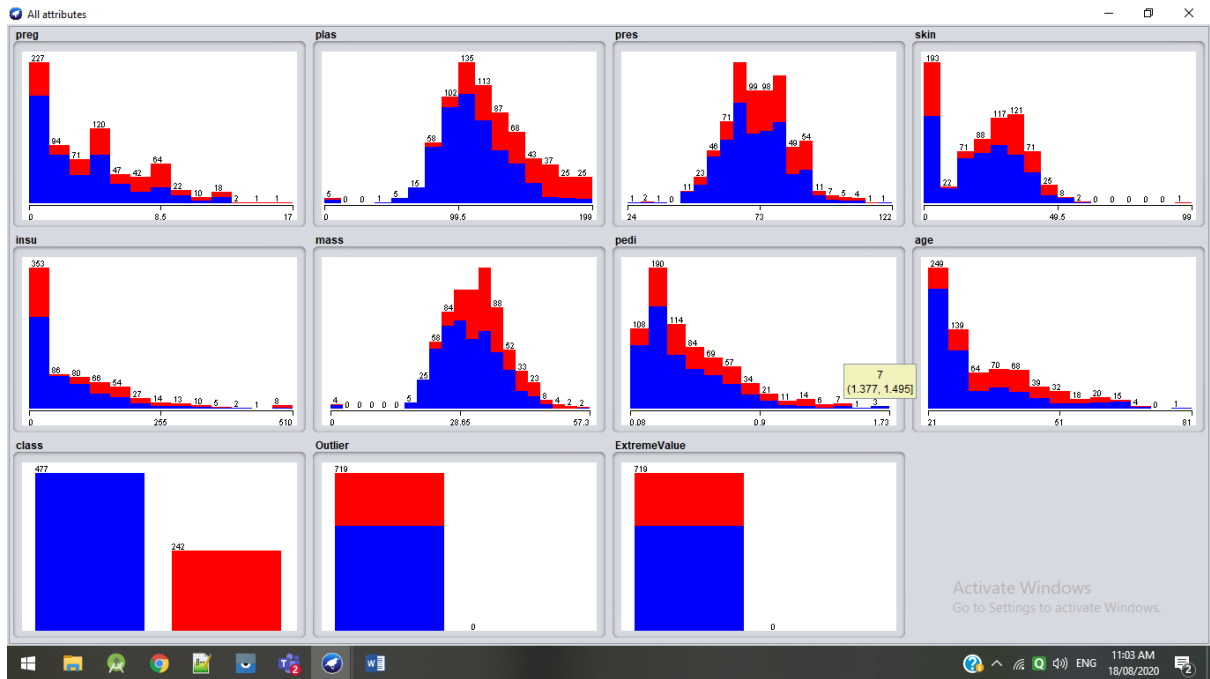 All attributes
preg plas pres skin
227 94 71 120 47 42 64 22 10 18 2 1 1
0 8.5 17
5 0 0 1 5 15 58 102 135 113 87 68 43 37 25 25
0 99.5 199
1 2 1 0 11 23 46 71 99 98 49 54 11 7 5 4 1 1
24 73 122
193 22 71 88 117 121 71 25 8 2 0 0 0 0 0 1
0 49.5 99
insu mass pedi age
353 86 80 66 54 27 14 13 10 5 2 1 8
0 255 510
4 0 0 0 0 0 5 25 58 84 88 52 33 23 8 4 2 2
0 28.65 57.3
108 190 114 84 69 57 34 21 11 14 6 7 1 3
0.08 0.9 1.73
7
(1.377, 1.495]
249 139 64 70 68 39 32 18 20 15 4 0 1
21 51 81
class Outlier ExtremeValue
477 242
719 0
719 0
Activate Windows
Go to Settings to activate Windows.
ENG
11:03 AM
18/08/2020
2
2